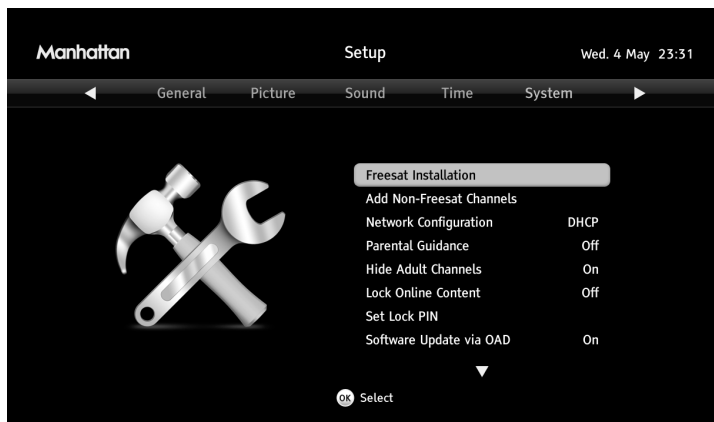 Manhattan Setup Wed. 4 May 23:31
General Picture Sound Time System
Freesat Installation
Add Non-Freesat Channels
Network Configuration DHCP
Parental Guidance Off
Hide Adult Channels On
Lock Online Content Off
Set Lock PIN
Software Update via OAD On
OK Select